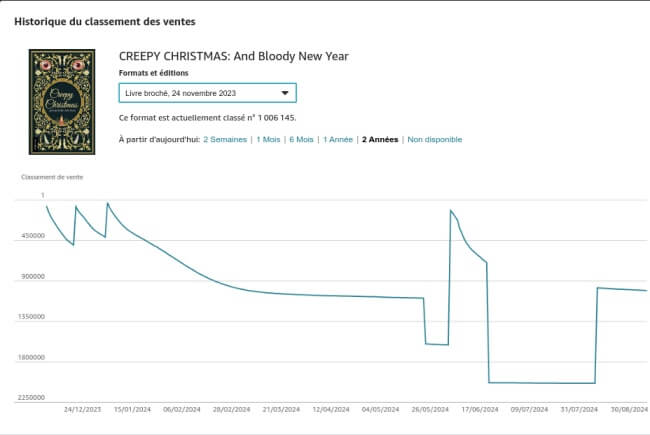 Historique du classement des ventes
CREEPY CHRISTMAS: And Bloody New Year
Formats et éditions
Livre broché, 24 novembre 2023
Ce format est actuellement classé n° 1 006 145.
À partir d'aujourd'hui: 2 Semaines | 1 Mois | 6 Mois | 1 Année | 2 Années | Non disponible
Creepy
Christmas
Classement de vente
1
450000
900000
1350000
1800000
2250000
24/12/2023 15/01/2024 06/02/2024 28/02/2024 21/03/2024 12/04/2024 04/05/2024 26/05/2024 17/06/2024 09/07/2024 31/07/2024 30/08/2024